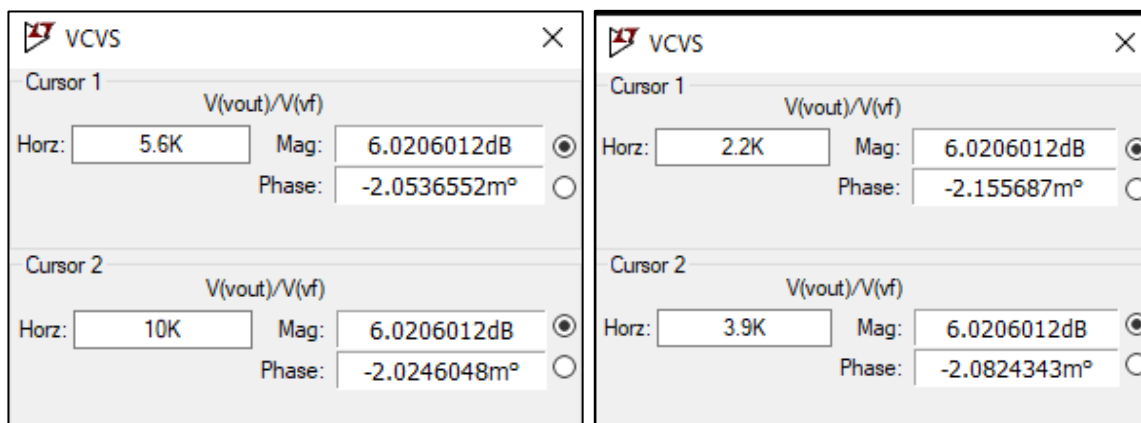 VCVS
Cursor 1
V(vout)/V(vf)
Horz: 5.6K Mag: 6.0206012dB
Phase: -2.0536552m°
Cursor 2
V(vout)/V(vf)
Horz: 10K Mag: 6.0206012dB
Phase: -2.0246048m°
VCVS
Cursor 1
V(vout)/V(vf)
Horz: 2.2K Mag: 6.0206012dB
Phase: -2.155687m°
Cursor 2
V(vout)/V(vf)
Horz: 3.9K Mag: 6.0206012dB
Phase: -2.0824343m°